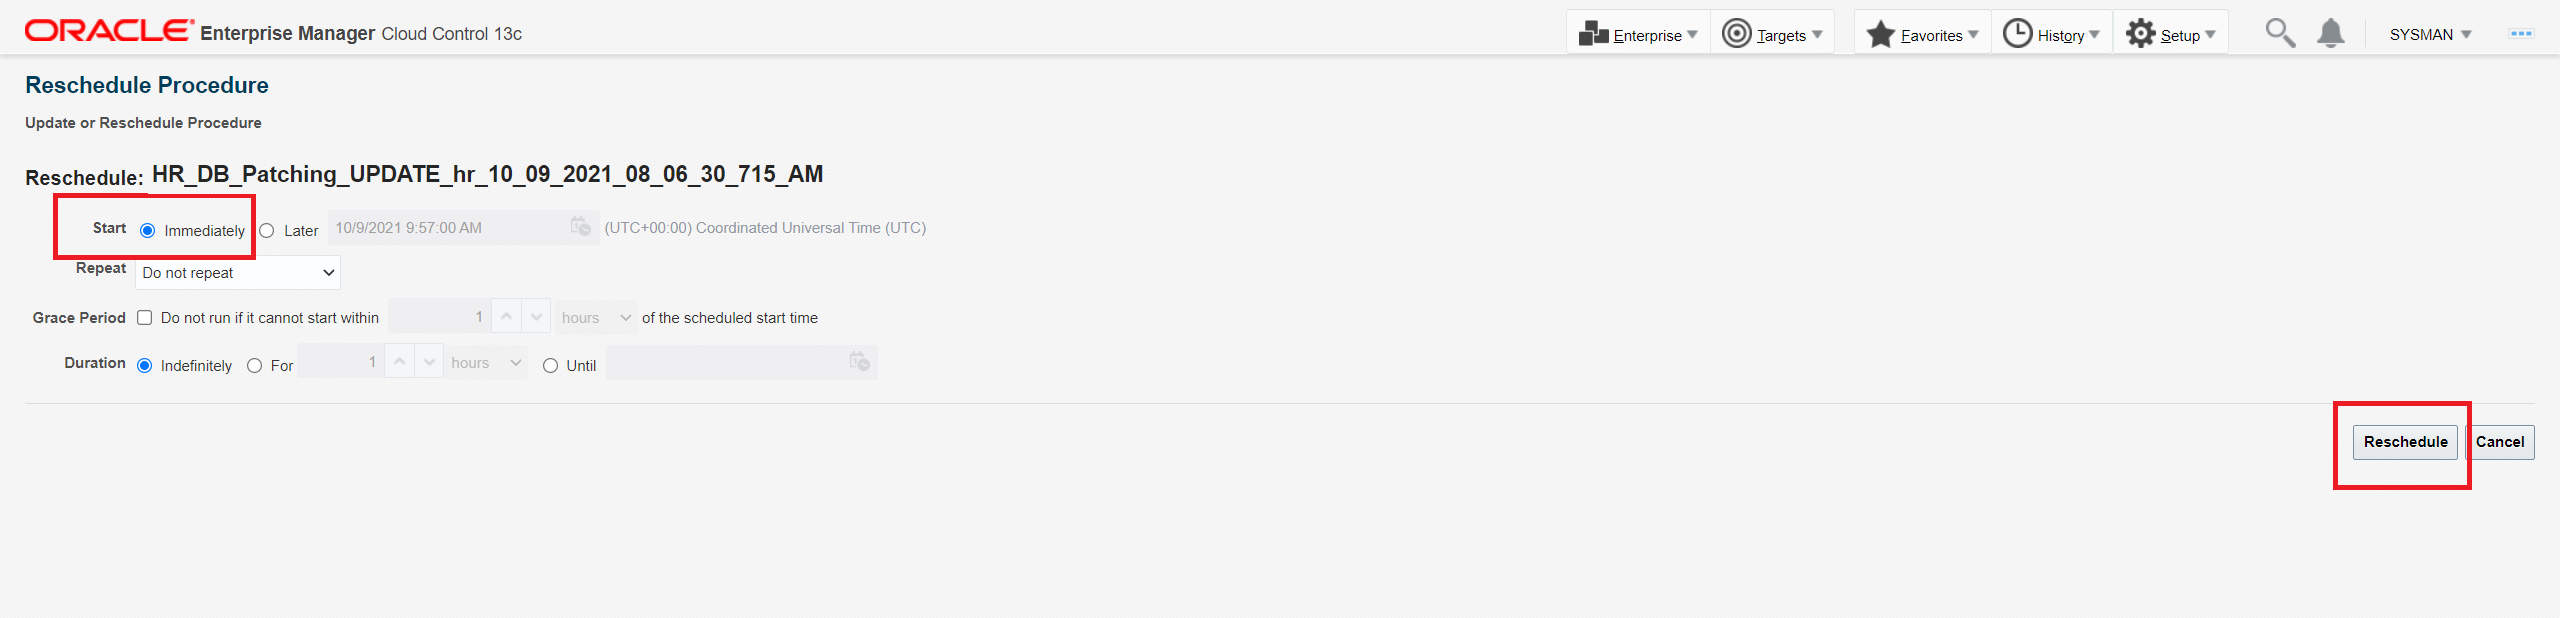 ORACLE Enterprise Manager Cloud Control 13c Enterprise Targets Favorites History Setup SYSMAN
Reschedule Procedure
Update or Reschedule Procedure
Reschedule: HR_DB_Patching_UPDATE_hr_10_09_2021_08_06_30_715_AM
Start Immediately Later 10/9/2021 9:57:00 AM (UTC+00:00) Coordinated Universal Time (UTC)
Repeat Do not repeat
Grace Period Do not run if it cannot start within 1 hours of the scheduled start time
Duration Indefinitely For 1 hours Until
Reschedule Cancel